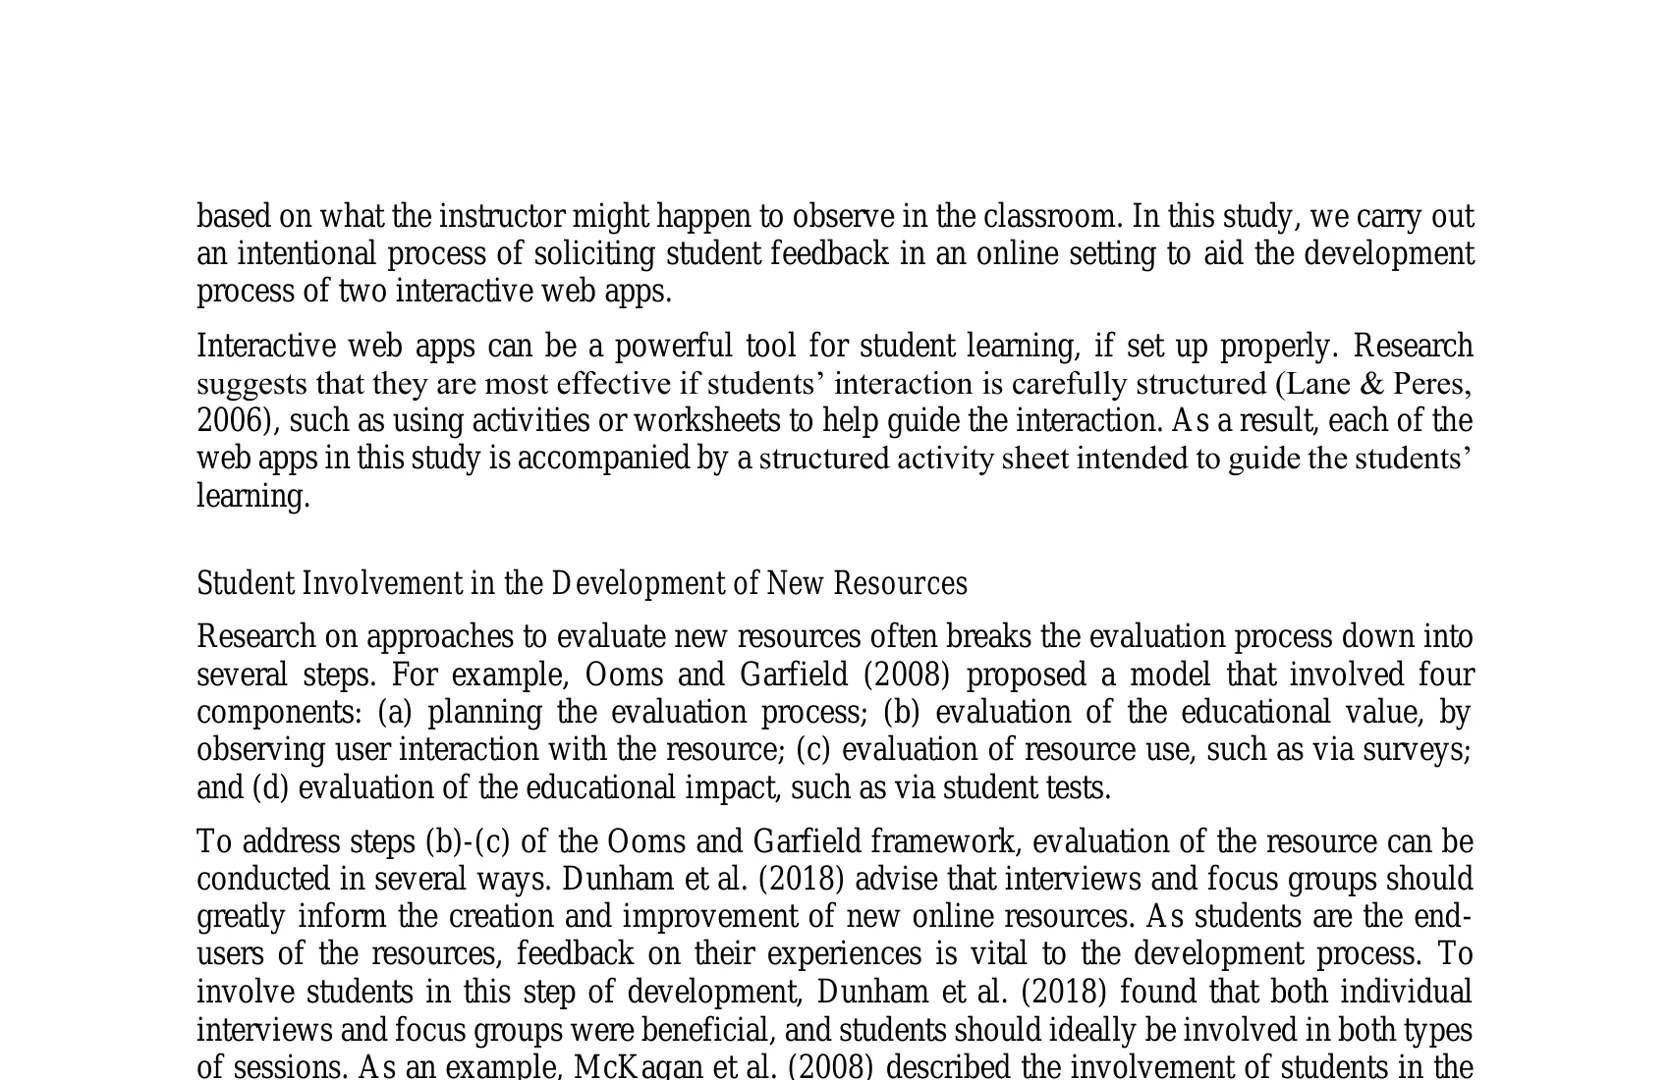 based on what the instructor might happen to observe in the classroom. In this study, we carry out
an intentional process of soliciting student feedback in an online setting to aid the development
process of two interactive web apps.
Interactive web apps can be a powerful tool for student learning, if set up properly. Research
suggests that they are most effective if students’ interaction is carefully structured (Lane & Peres,
2006), such as using activities or worksheets to help guide the interaction. As a result, each of the
web apps in this study is accompanied by a structured activity sheet intended to guide the students’
learning.
Student Involvement in the Development of New Resources
Research on approaches to evaluate new resources often breaks the evaluation process down into
several steps. For example, Ooms and Garfield (2008) proposed a model that involved four
components: (a) planning the evaluation process; (b) evaluation of the educational value, by
observing user interaction with the resource; (c) evaluation of resource use, such as via surveys;
and (d) evaluation of the educational impact, such as via student tests.
To address steps (b)-(c) of the Ooms and Garfield framework, evaluation of the resource can be
conducted in several ways. Dunham et al. (2018) advise that interviews and focus groups should
greatly inform the creation and improvement of new online resources. As students are the end-
users of the resources, feedback on their experiences is vital to the development process. To
involve students in this step of development, Dunham et al. (2018) found that both individual
interviews and focus groups were beneficial, and students should ideally be involved in both types
of sessions. As an example, McKagan et al. (2008) described the involvement of students in the